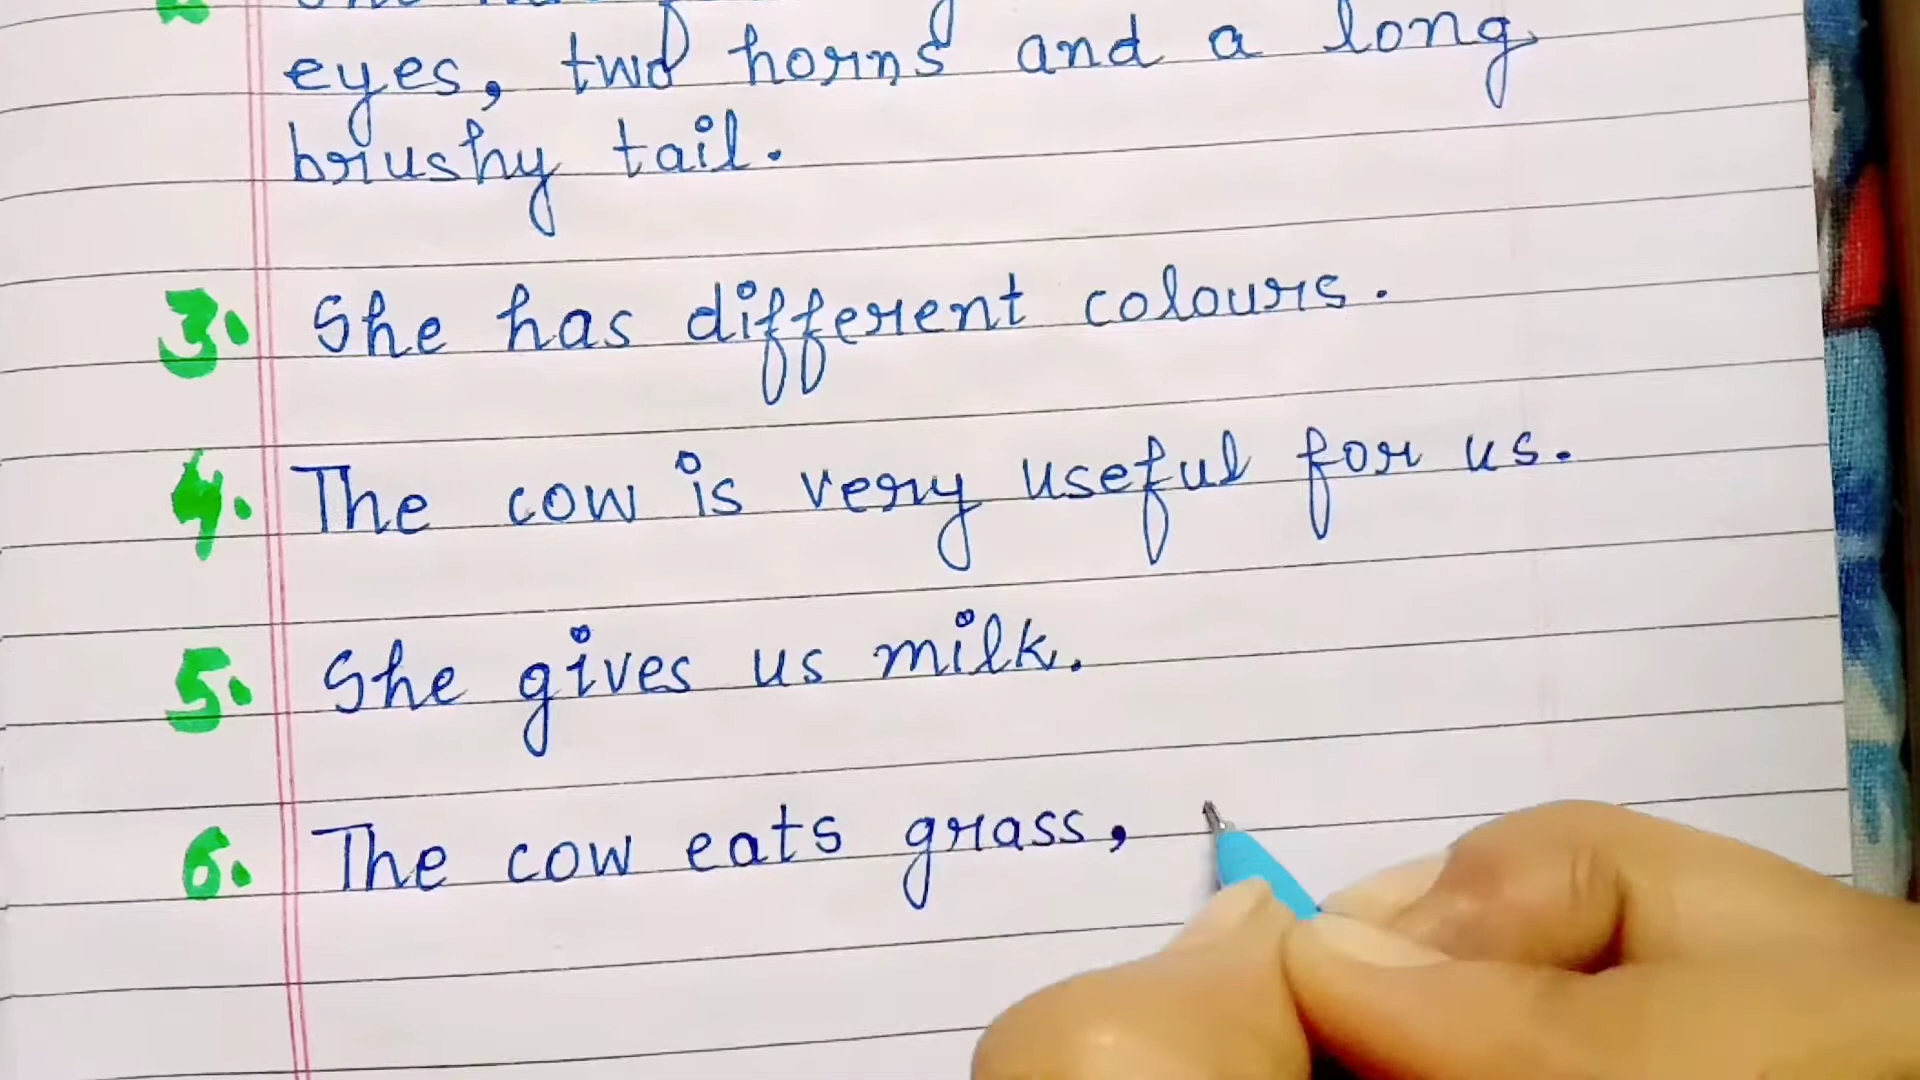 eyes, two horns and a long
brushy tail.
3. She has different colours.
4. The cow is very useful for us.
5. She gives us milk.
6. The cow eats grass,